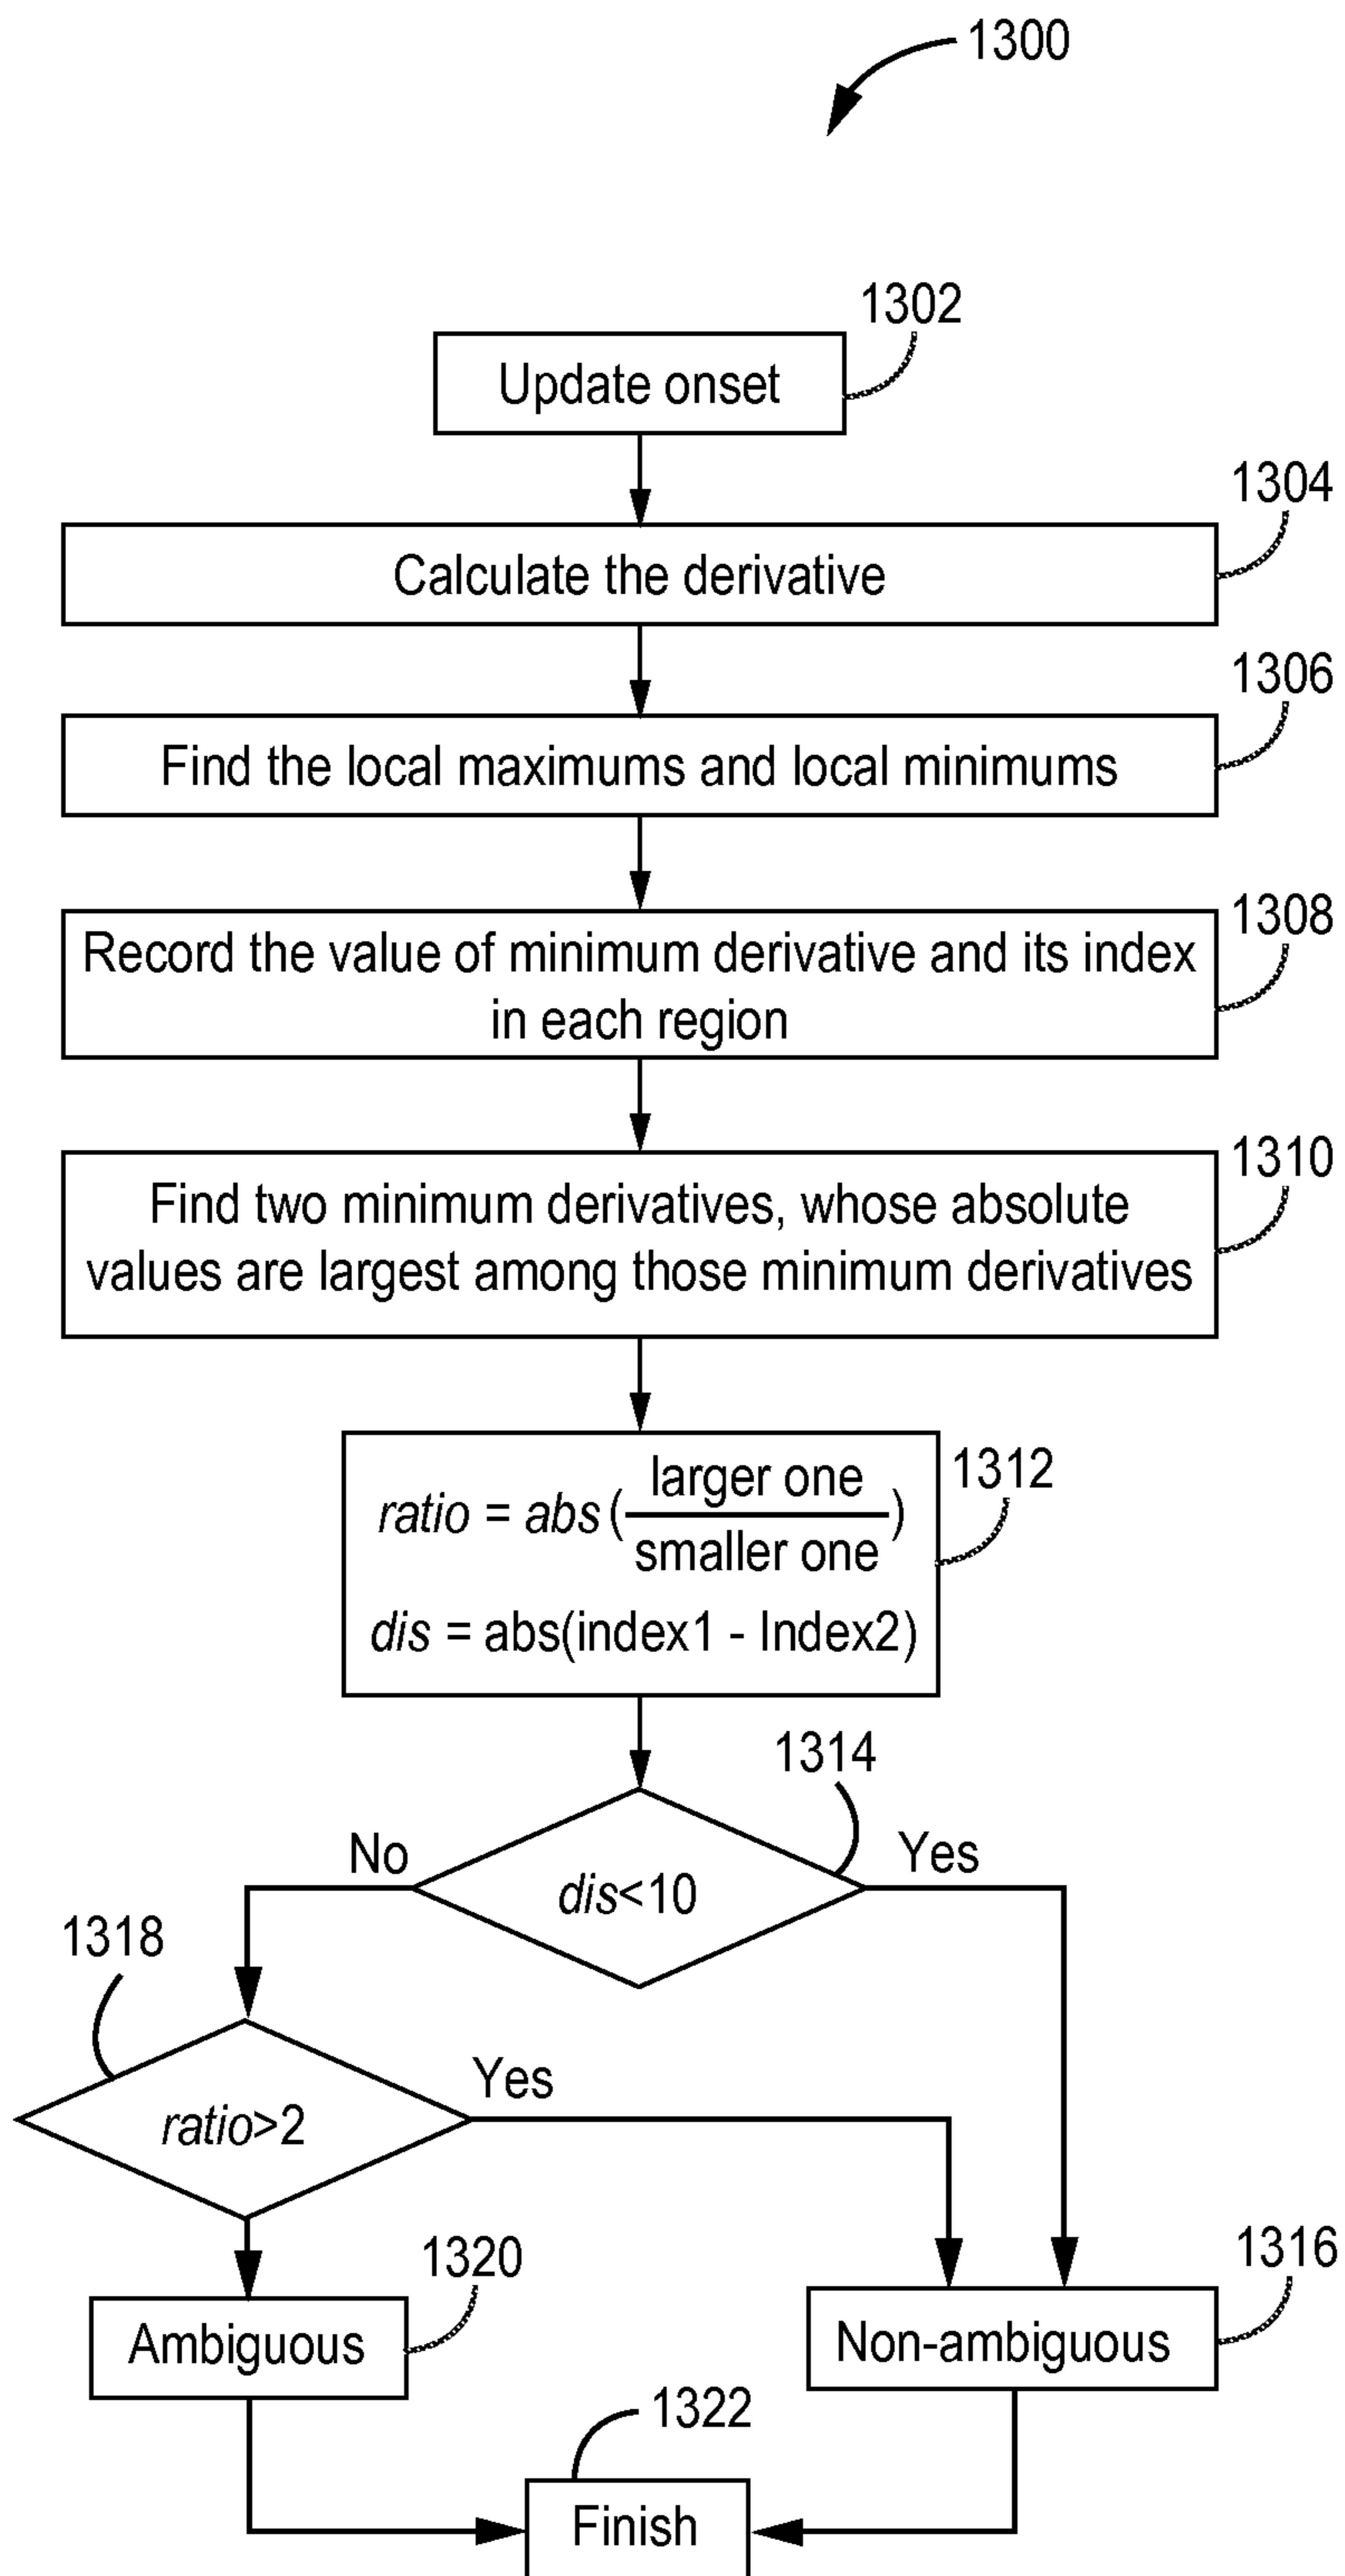 1300
1302
Update onset
1304
Calculate the derivative
1306
Find the local maximums and local minimums
1308
Record the value of minimum derivative and its index
in each region
1310
Find two minimum derivatives, whose absolute
values are largest among those minimum derivatives
1312
ratio = abs(larger one/smaller one)
dis = abs(index1 - Index2)
1314
No
Yes
dis<10
1318
Yes
ratio>2
1320
1316
Ambiguous
Non-ambiguous
1322
Finish